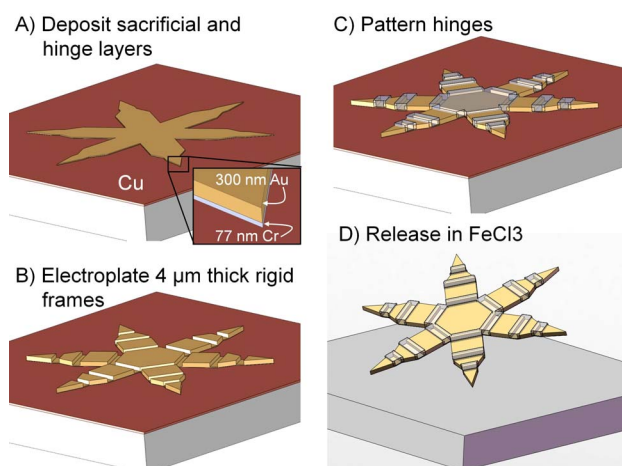 A) Deposit sacrificial and
hinge layers
Cu
300 nm Au
77 nm Cr
B) Electroplate 4 µm thick rigid
frames
C) Pattern hinges
D) Release in FeCl3